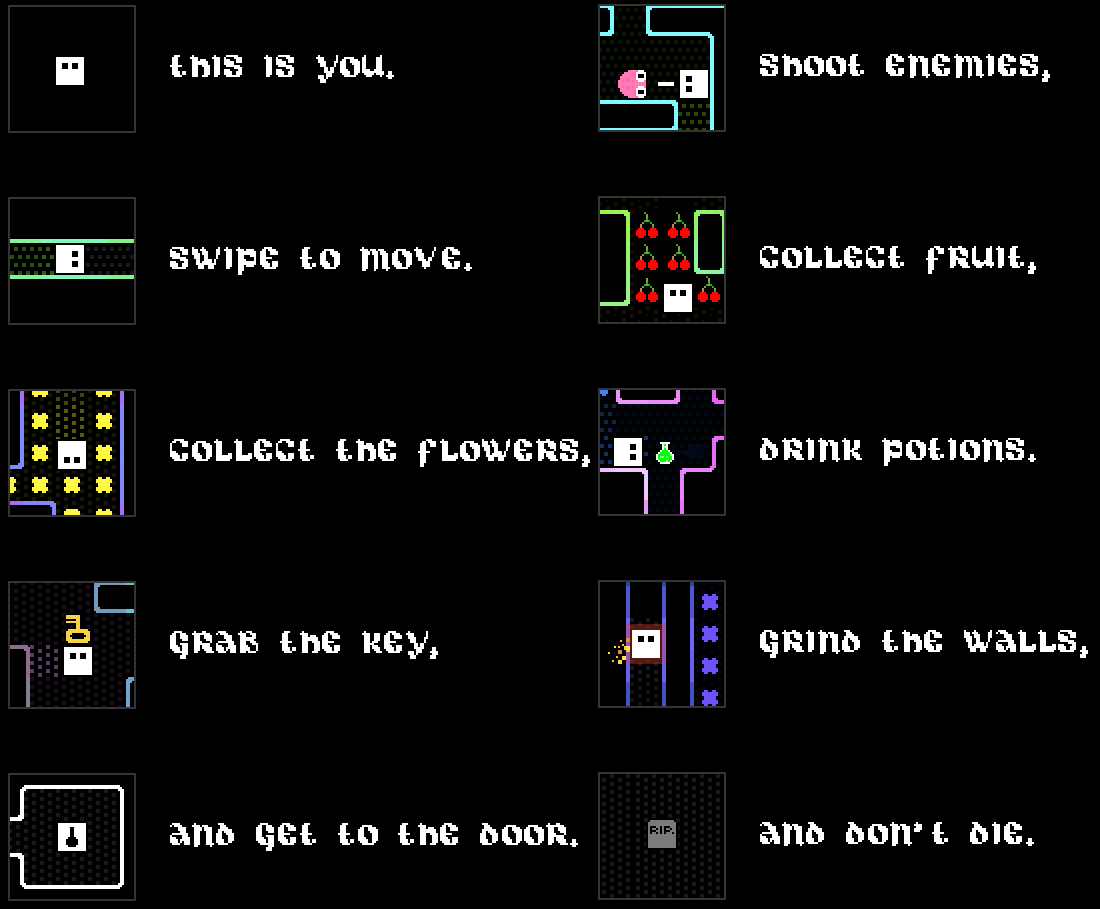 this is you.
swipe to move.
collect the flowers,
grab the key,
and get to the door.
shoot enemies,
collect fruit,
drink potions.
grind the walls,
R.I.P.
and don't die.